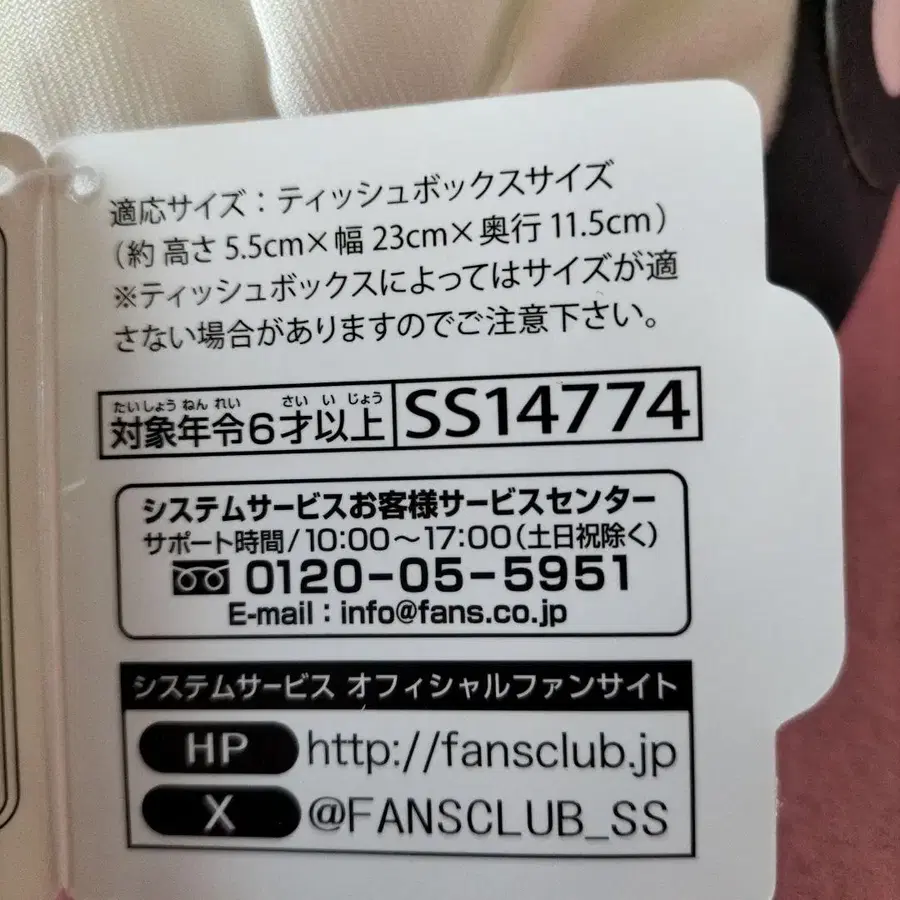 適応サイズ：ティッシュボックスサイズ
（約 高さ 5.5cm×幅 23cm×奥行 11.5cm）
※ティッシュボックスによってはサイズが適
さない場合がありますのでご注意下さい。
たいしょう ねん れい さい い じょう
対象年令6才以上 SS14774
システムサービスお客様サービスセンター
サポート時間/10:00～17:00（土日祝除く）
0120-05-5951
E-mail：info@fans.co.jp
システムサービス オフィシャルファンサイト
HP http://fansclub.jp
X @FANSCLUB_SS